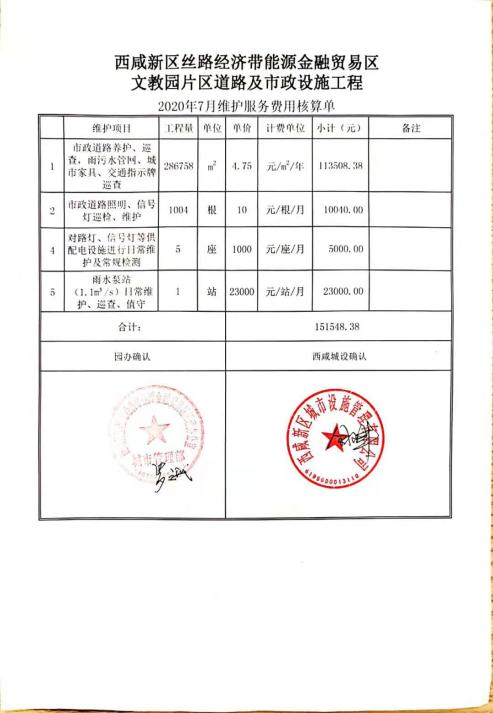 西咸新区丝路经济带能源金融贸易区
文教园片区道路及市政设施工程
2020年7月维护服务费用核算单
维护项目 工程量 单位 单价 计费单位 小计（元） 备注
1 市政道路养护、巡查，雨污水管网、城市家具、交通指示牌巡查 286758 m² 4.75 元/m²/年 113508.38
2 市政道路照明、信号灯巡检、维护 1004 根 10 元/根/月 10040.00
4 对路灯、信号灯等供配电设施进行日常维护及常规检测 5 座 1000 元/座/月 5000.00
5 雨水泵站（1.1m³/s）日常维护、巡查、值守 1 站 23000 元/站/月 23000.00
合计： 151548.38
园办确认 西咸城设确认
城市管理部
西咸新区城市设施管理有限公司
6195000013110